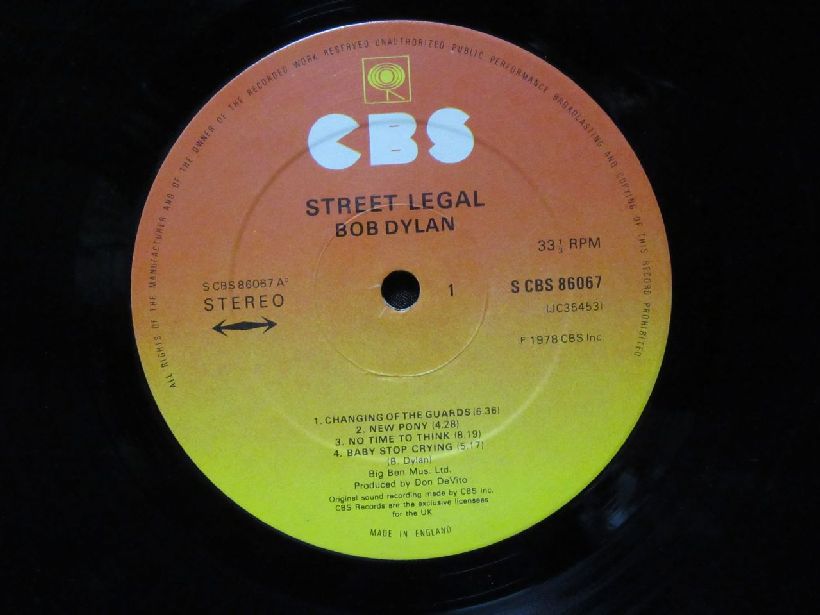 ALL RIGHTS OF THE MANUFACTURER AND OF THE OWNER OF THE RECORDED WORK RESERVED UNAUTHORIZED PUBLIC PERFORMANCE BROADCASTING AND COPYING OF THIS RECORD PROHIBITED
CBS
STREET LEGAL
BOB DYLAN
33⅓ RPM
S CBS 86067 A²
STEREO
1
S CBS 86067
(JC35453)
P 1978 CBS Inc.
1. CHANGING OF THE GUARDS (6.36)
2. NEW PONY (4.28)
3. NO TIME TO THINK (8.19)
4. BABY STOP CRYING (5.17)
(B. Dylan)
Big Ben Mus. Ltd.
Produced by Don DeVito
Original sound recording made by CBS Inc.
CBS Records are the exclusive licensees
for the UK
MADE IN ENGLAND